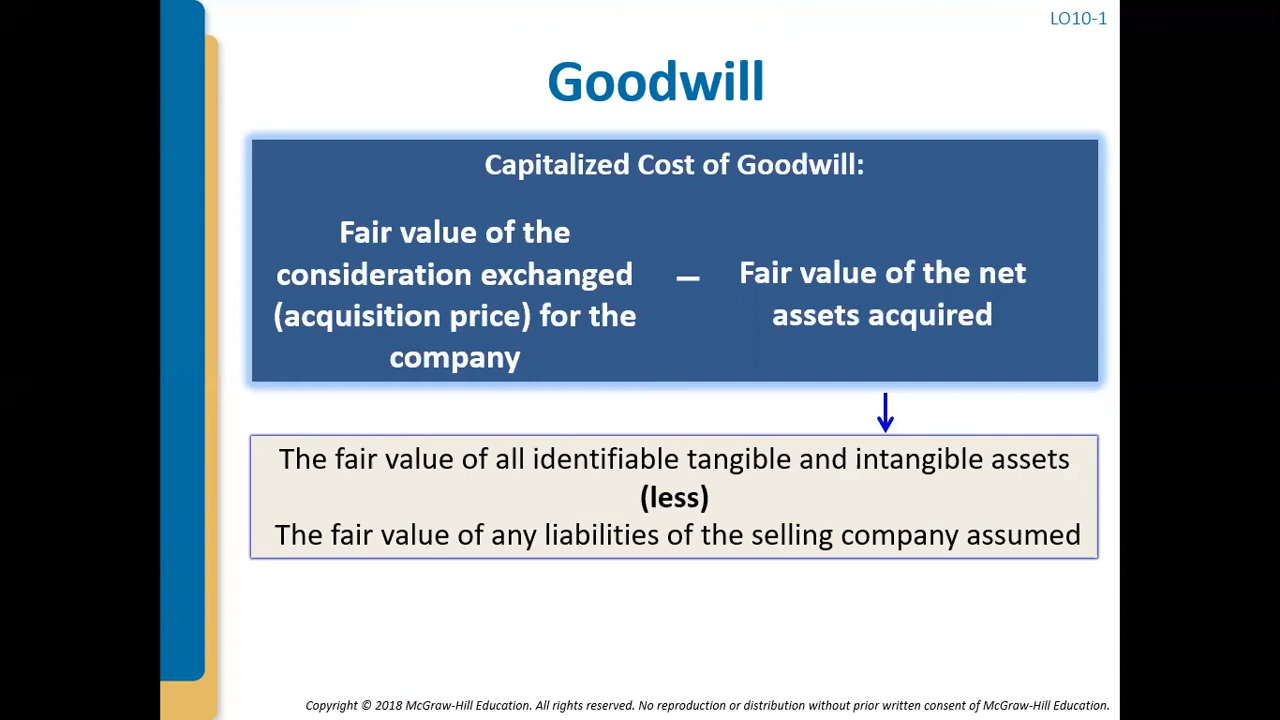 LO10-1
Goodwill
Capitalized Cost of Goodwill:
Fair value of the
consideration exchanged
(acquisition price) for the
company
–
Fair value of the net
assets acquired
The fair value of all identifiable tangible and intangible assets
(less)
The fair value of any liabilities of the selling company assumed
Copyright © 2018 McGraw-Hill Education. All rights reserved. No reproduction or distribution without prior written consent of McGraw-Hill Education.